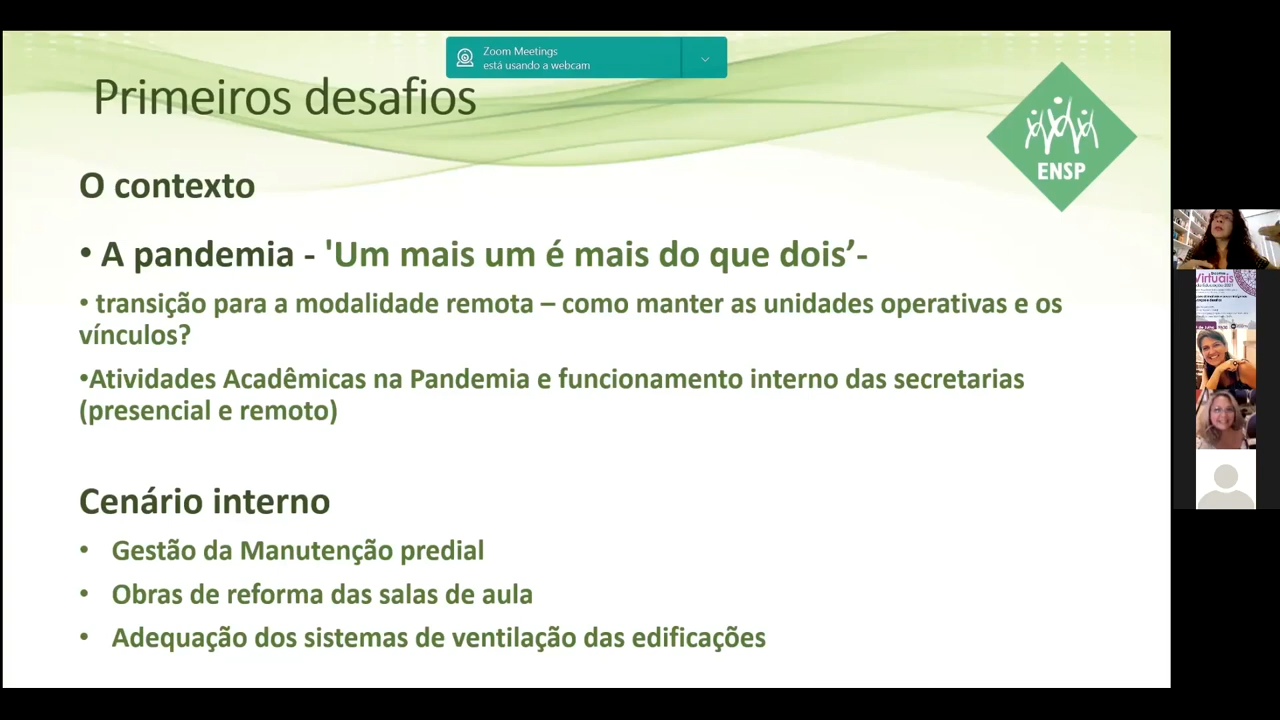 Zoom Meetings
está usando a webcam
Primeiros desafios
ENSP
O contexto
• A pandemia - 'Um mais um é mais do que dois’-
• transição para a modalidade remota – como manter as unidades operativas e os
vínculos?
•Atividades Acadêmicas na Pandemia e funcionamento interno das secretarias
(presencial e remoto)
Cenário interno
• Gestão da Manutenção predial
• Obras de reforma das salas de aula
• Adequação dos sistemas de ventilação das edificações
Virtuais